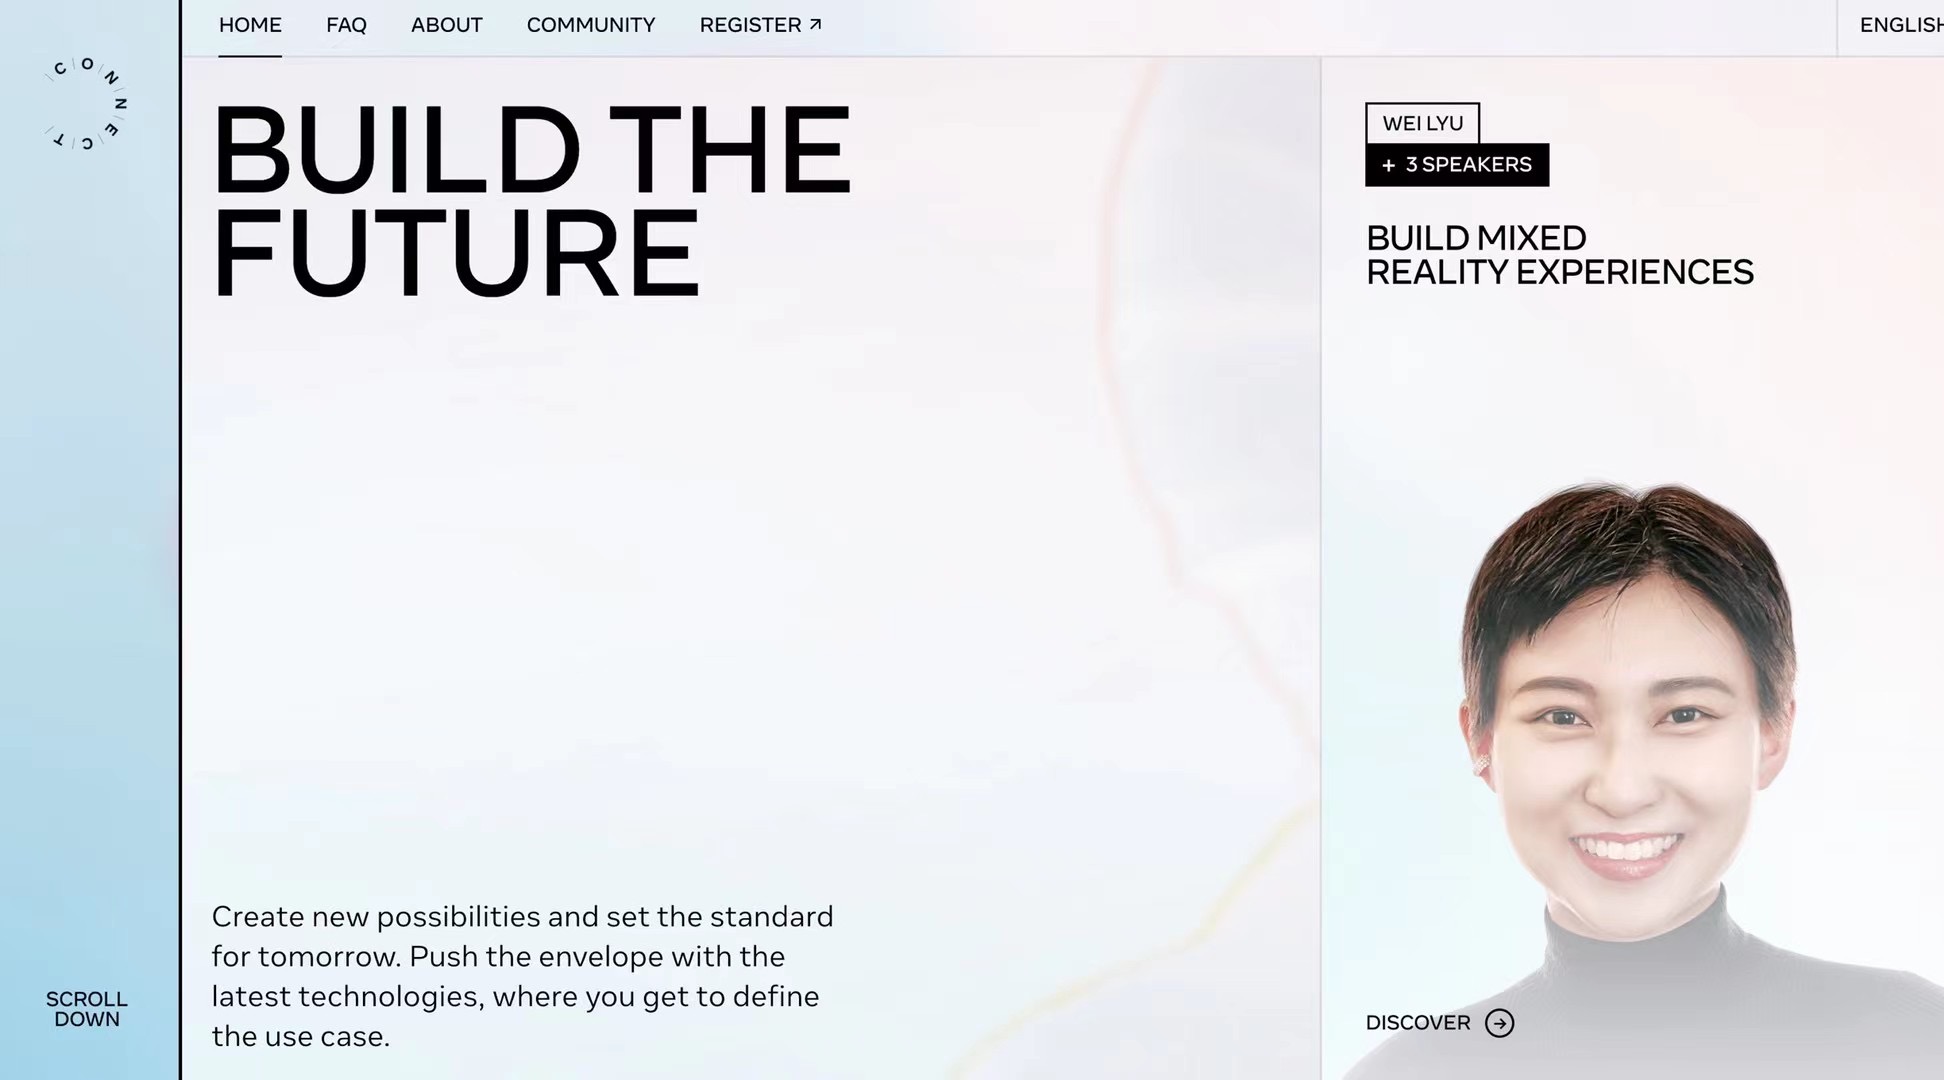 CONNECT
HOME
FAQ
ABOUT
COMMUNITY
REGISTER ↗
BUILD THE
FUTURE
Create new possibilities and set the standard
for tomorrow. Push the envelope with the
latest technologies, where you get to define
the use case.
SCROLL
DOWN
ENGLISH
WEI LYU
+ 3 SPEAKERS
BUILD MIXED
REALITY EXPERIENCES
DISCOVER